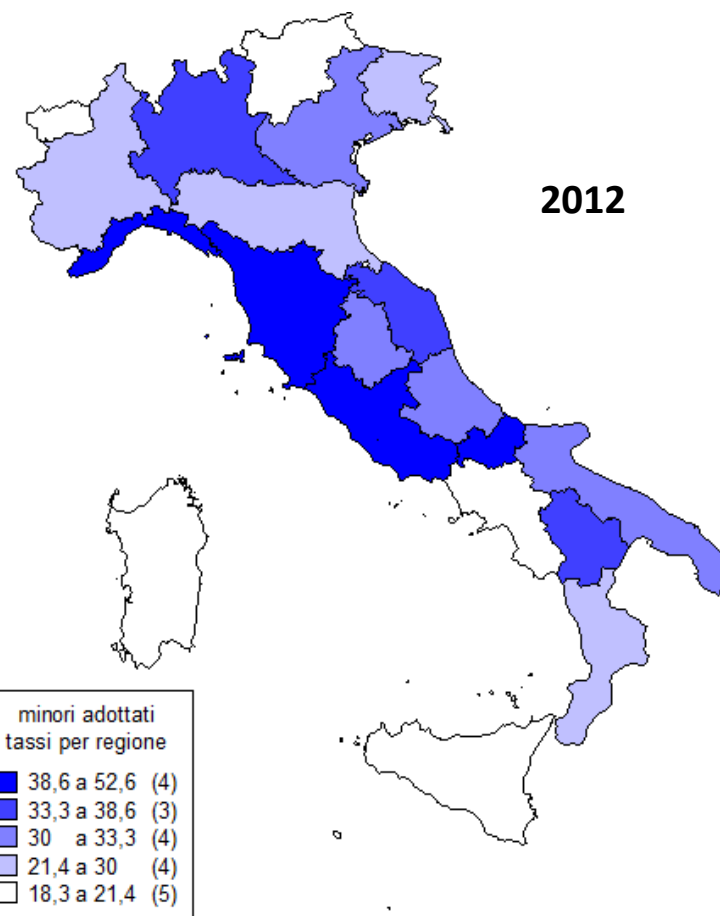 2012
minori adottati
tassi per regione
38,6 a 52,6 (4)
33,3 a 38,6 (3)
30 a 33,3 (4)
21,4 a 30 (4)
18,3 a 21,4 (5)